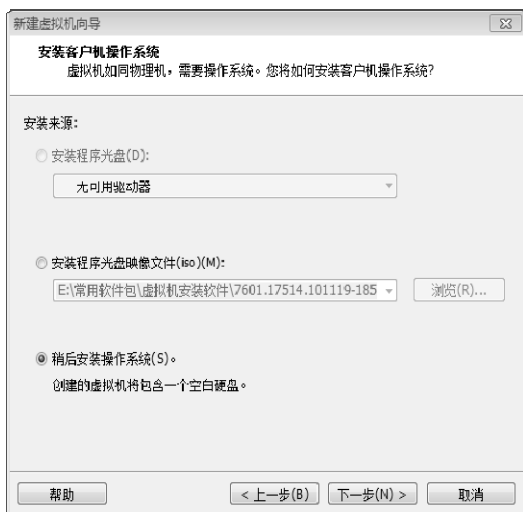 新建虚拟机向导
安装客户机操作系统
虚拟机如同物理机，需要操作系统。您将如何安装客户机操作系统?
安装来源:
安装程序光盘(D):
无可用驱动器
安装程序光盘映像文件(iso)(M):
E:\常用软件包\虚拟机安装软件\7601.17514.101119-185
浏览(R)...
稍后安装操作系统(S)。
创建的虚拟机将包含一个空白硬盘。
帮助
< 上一步(B)
下一步(N) >
取消